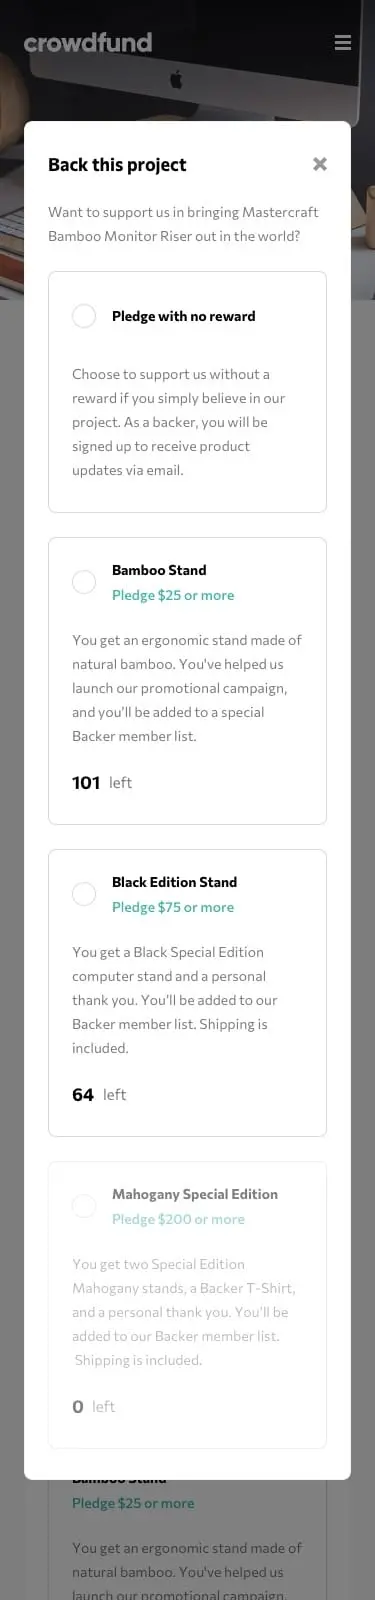 crowdfund
Back this project
Want to support us in bringing Mastercraft
Bamboo Monitor Riser out in the world?
Pledge with no reward
Choose to support us without a
reward if you simply believe in our
project. As a backer, you will be
signed up to receive product
updates via email.
Bamboo Stand
Pledge $25 or more
You get an ergonomic stand made of
natural bamboo. You've helped us
launch our promotional campaign,
and you’ll be added to a special
Backer member list.
101 left
Black Edition Stand
Pledge $75 or more
You get a Black Special Edition
computer stand and a personal
thank you. You’ll be added to our
Backer member list. Shipping is
included.
64 left
Mahogany Special Edition
Pledge $200 or more
You get two Special Edition
Mahogany stands, a Backer T-Shirt,
and a personal thank you. You’ll be
added to our Backer member list.
Shipping is included.
0 left
Bamboo Stand
Pledge $25 or more
You get an ergonomic stand made of
natural bamboo. You've helped us
launch our promotional campaign,